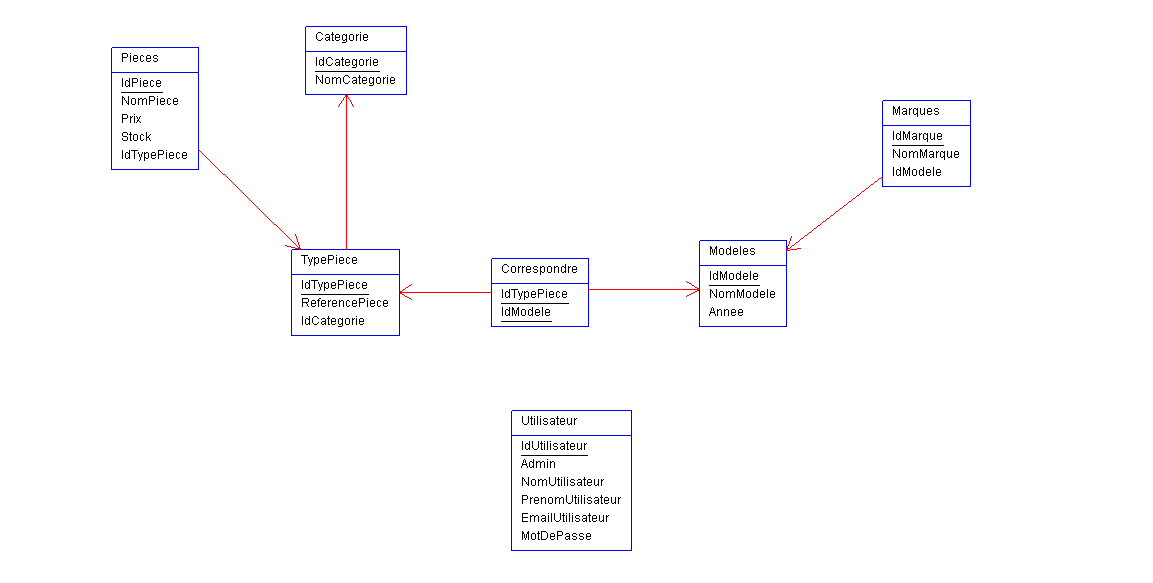 Pieces
IdPiece
NomPiece
Prix
Stock
IdTypePiece
Categorie
IdCategorie
NomCategorie
Marques
IdMarque
NomMarque
IdModele
TypePiece
IdTypePiece
ReferencePiece
IdCategorie
Correspondre
IdTypePiece
IdModele
Modeles
IdModele
NomModele
Annee
Utilisateur
IdUtilisateur
Admin
NomUtilisateur
PrenomUtilisateur
EmailUtilisateur
MotDePasse